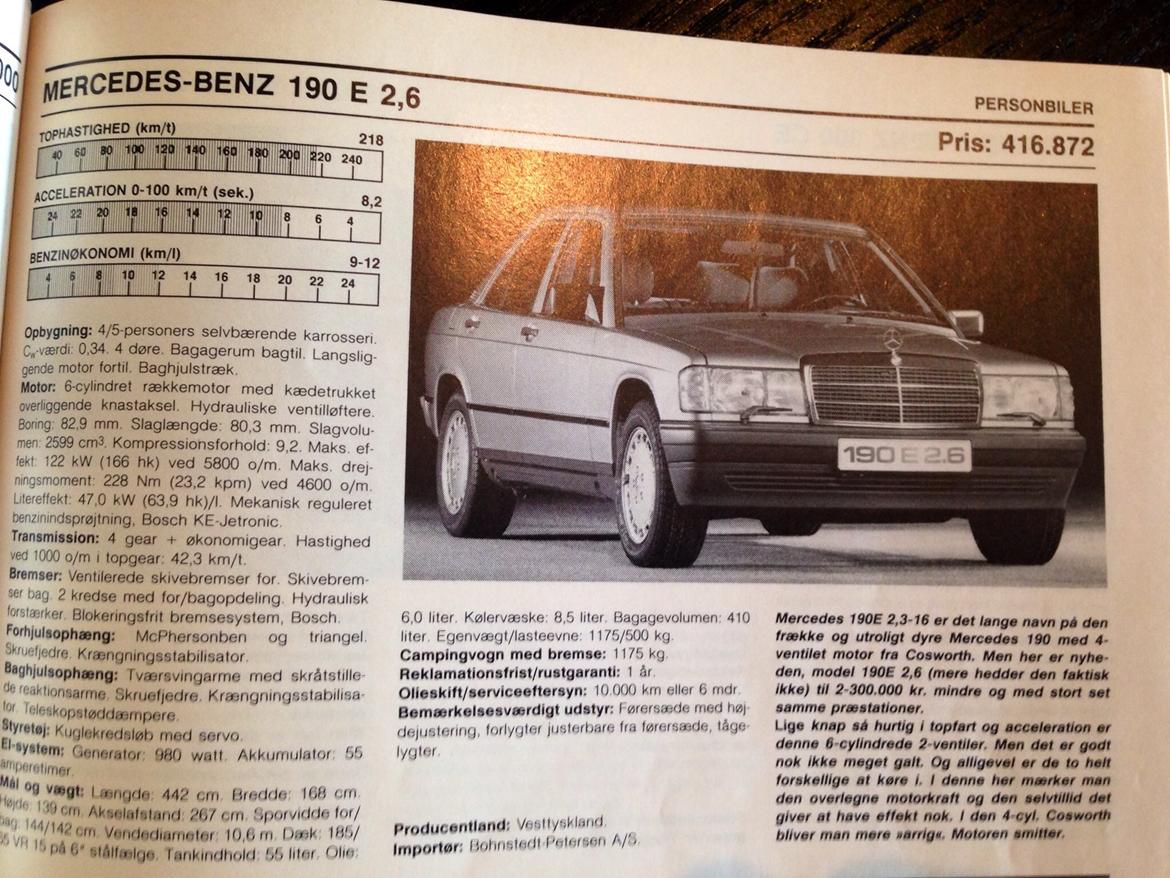 000
MERCEDES-BENZ 190 E 2,6
PERSONBILER
Pris: 416.872
TOPHASTIGHED (km/t)
218
40 60 80 100 120 140 160 180 200 220 240
ACCELERATION 0-100 km/t (sek.)
8,2
24 22 20 18 16 14 12 10 8 6 4
BENZINØKONOMI (km/l)
9-12
4 6 8 10 12 14 16 18 20 22 24
Opbygning: 4/5-personers selvbærende karrosseri.
Cw-værdi: 0,34. 4 døre. Bagagerum bagtil. Langslig-
gende motor fortil. Baghjulstræk.
Motor: 6-cylindret rækkemotor med kædetrukket
overliggende knastaksel. Hydrauliske ventilløftere.
Boring: 82,9 mm. Slaglængde: 80,3 mm. Slagvolu-
men: 2599 cm³. Kompressionsforhold: 9,2. Maks. ef-
fekt: 122 kW (166 hk) ved 5800 o/m. Maks. drej-
ningsmoment: 228 Nm (23,2 kpm) ved 4600 o/m.
Litereffekt: 47,0 kW (63,9 hk)/l. Mekanisk reguleret
benzinindsprøjtning, Bosch KE-Jetronic.
Transmission: 4 gear + økonomigear. Hastighed
ved 1000 o/m i topgear: 42,3 km/t.
Bremser: Ventilerede skivebremser for. Skivebrem-
ser bag. 2 kredse med for/bagopdeling. Hydraulisk
forstærker. Blokeringsfrit bremsesystem, Bosch.
Forhjulsophæng: McPhersonben og triangel.
Skruefjedre. Krængningsstabilisator.
Baghjulsophæng: Tværsvingarme med skråtstille-
de reaktionsarme. Skruefjedre. Krængningsstabilisa-
tor. Teleskopstøddæmpere.
Styretøj: Kuglekredsløb med servo.
El-system: Generator: 980 watt. Akkumulator: 55
amperetimer.
Mål og vægt: Længde: 442 cm. Bredde: 168 cm.
Højde: 139 cm. Akselafstand: 267 cm. Sporvidde for/
bag: 144/142 cm. Vendediameter: 10,6 m. Dæk: 185/
65 VR 15 på 6" stålfælge. Tankindhold: 55 liter. Olie:
190 E 2.6
6,0 liter. Kølervæske: 8,5 liter. Bagagevolumen: 410
liter. Egenvægt/lasteevne: 1175/500 kg.
Campingvogn med bremse: 1175 kg.
Reklamationsfrist/rustgaranti: 1 år.
Olieskift/serviceeftersyn: 10.000 km eller 6 mdr.
Bemærkelsesværdigt udstyr: Førersæde med høj-
dejustering, forlygter justerbare fra førersæde, tåge-
lygter.
Producentland: Vesttyskland.
Importør: Bohnstedt-Petersen A/S.
Mercedes 190E 2,3-16 er det lange navn på den
frække og utroligt dyre Mercedes 190 med 4-
ventilet motor fra Cosworth. Men her er nyhe-
den, model 190E 2,6 (mere hedder den faktisk
ikke) til 2-300.000 kr. mindre og med stort set
samme præstationer.
Lige knap så hurtig i topfart og acceleration er
denne 6-cylindrede 2-ventiler. Men det er godt
nok ikke meget galt. Og alligevel er de to helt
forskellige at køre i. I denne her mærker man
den overlegne motorkraft og den selvtillid det
giver at have effekt nok. I den 4-cyl. Cosworth
bliver man mere »arrig«. Motoren smitter.